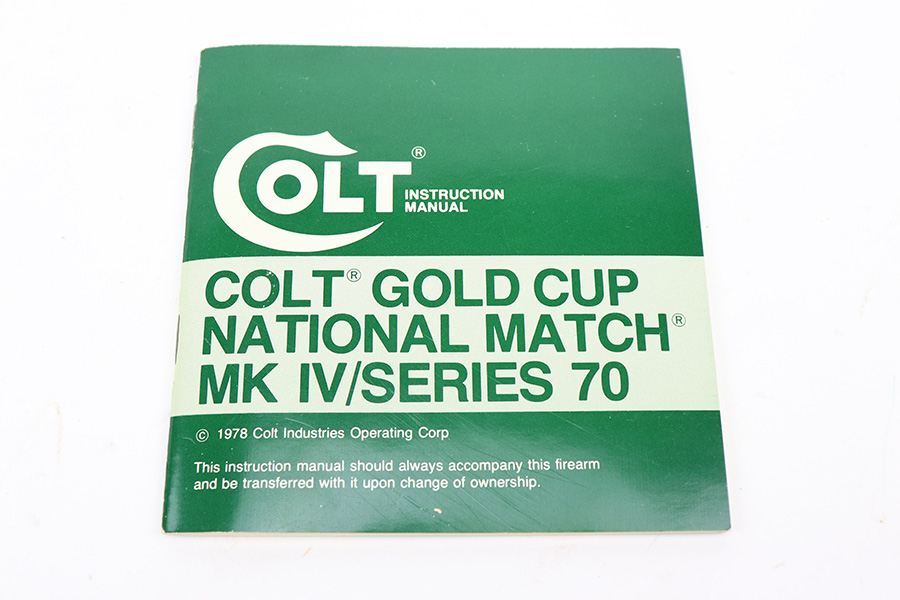 COLT®
INSTRUCTION
MANUAL
COLT® GOLD CUP
NATIONAL MATCH®
MK IV/SERIES 70
© 1978 Colt Industries Operating Corp
This instruction manual should always accompany this firearm
and be transferred with it upon change of ownership.